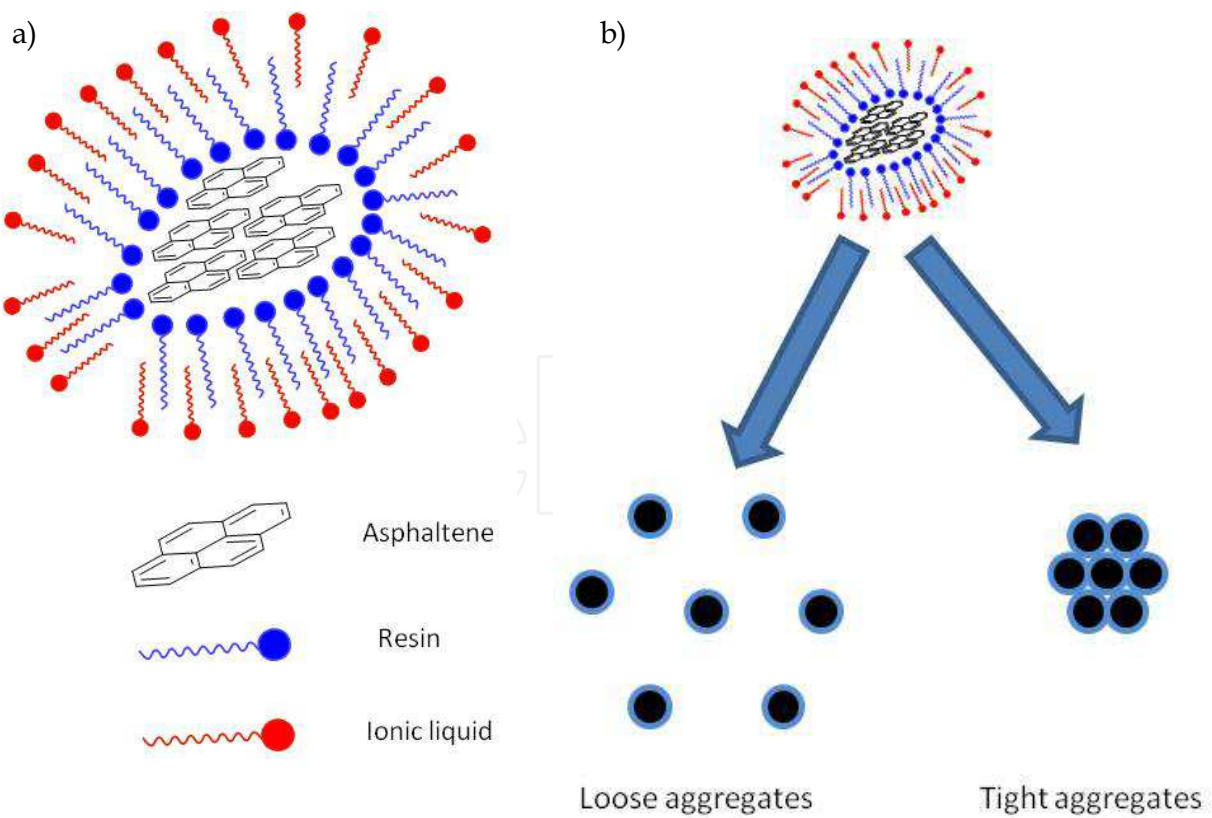 a)
b)
Asphaltene
Resin
Ionic liquid
Loose aggregates
Tight aggregates